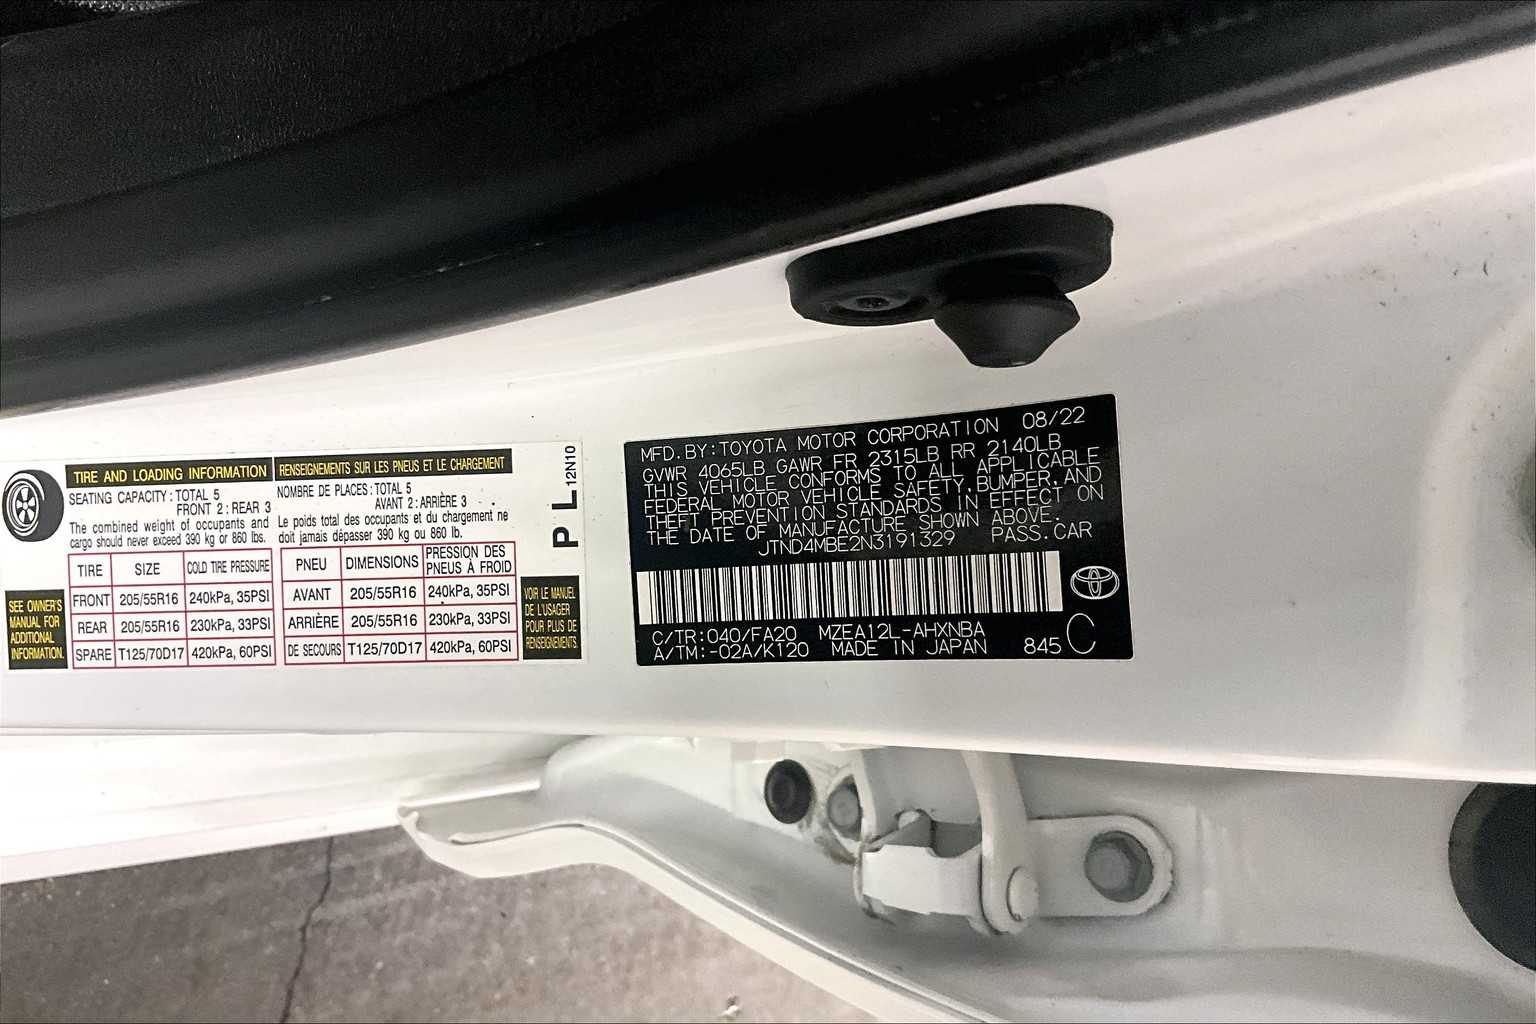 TIRE AND LOADING INFORMATION
SEATING CAPACITY : TOTAL 5
FRONT 2 : REAR 3
The combined weight of occupants and
cargo should never exceed 390 kg or 860 lbs.
TIRE SIZE COLD TIRE PRESSURE
FRONT 205/55R16 240kPa, 35PSI
REAR 205/55R16 230kPa, 33PSI
SPARE T125/70D17 420kPa, 60PSI
SEE OWNER'S
MANUAL FOR
ADDITIONAL
INFORMATION.
RENSEIGNEMENTS SUR LES PNEUS ET LE CHARGEMENT
NOMBRE DE PLACES : TOTAL 5
AVANT 2 : ARRIÈRE 3
Le poids total des occupants et du chargement ne
doit jamais dépasser 390 kg ou 860 lb.
PNEU DIMENSIONS PRESSION DES
PNEUS À FROID
AVANT 205/55R16 240kPa, 35PSI
ARRIÈRE 205/55R16 230kPa, 33PSI
DE SECOURS T125/70D17 420kPa, 60PSI
VOIR LE MANUEL
DE L'USAGER
POUR PLUS DE
RENSEIGNEMENTS.
P L 12N10
MFD. BY: TOYOTA MOTOR CORPORATION 08/22
GVWR 4065LB GAWR FR 2315LB RR 2140LB
THIS VEHICLE CONFORMS TO ALL APPLICABLE
FEDERAL MOTOR VEHICLE SAFETY, BUMPER, AND
THEFT PREVENTION STANDARDS IN EFFECT ON
THE DATE OF MANUFACTURE SHOWN ABOVE.
JTND4MBE2N3191329 PASS. CAR
C/TR: 040/FA20 MZEA12L-AHXNBA
A/TM: -02A/K120 MADE IN JAPAN 845 C